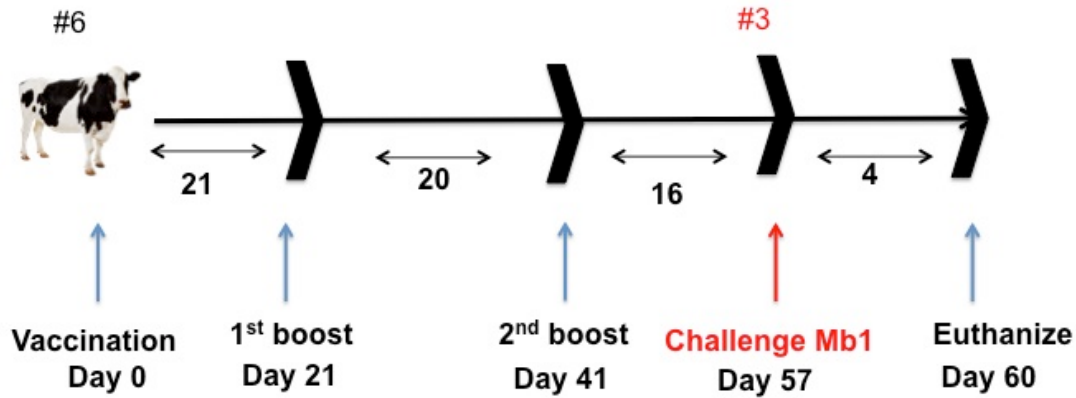 #6
#3
21
20
16
4
Vaccination
Day 0
1st boost
Day 21
2nd boost
Day 41
Challenge Mb1
Day 57
Euthanize
Day 60